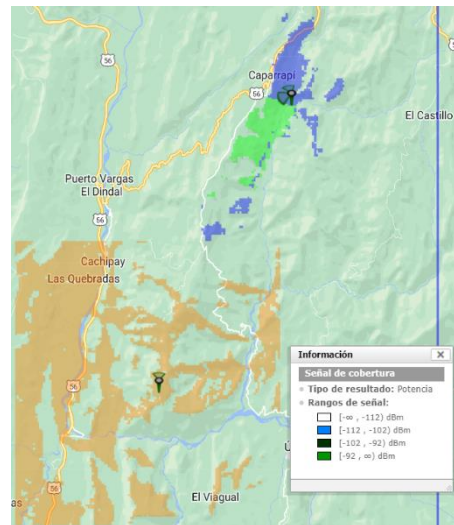 56
Caparrapí
56
El Castillo
Puerto Vargas
El Dindal
56
Cachipay
Las Quebradas
Información
Señal de cobertura
Tipo de resultado: Potencia
Rangos de señal:
[-∞ , -112) dBm
[-112 , -102) dBm
[-102 , -92) dBm
[-92 , ∞) dBm
56
El Viagual
as